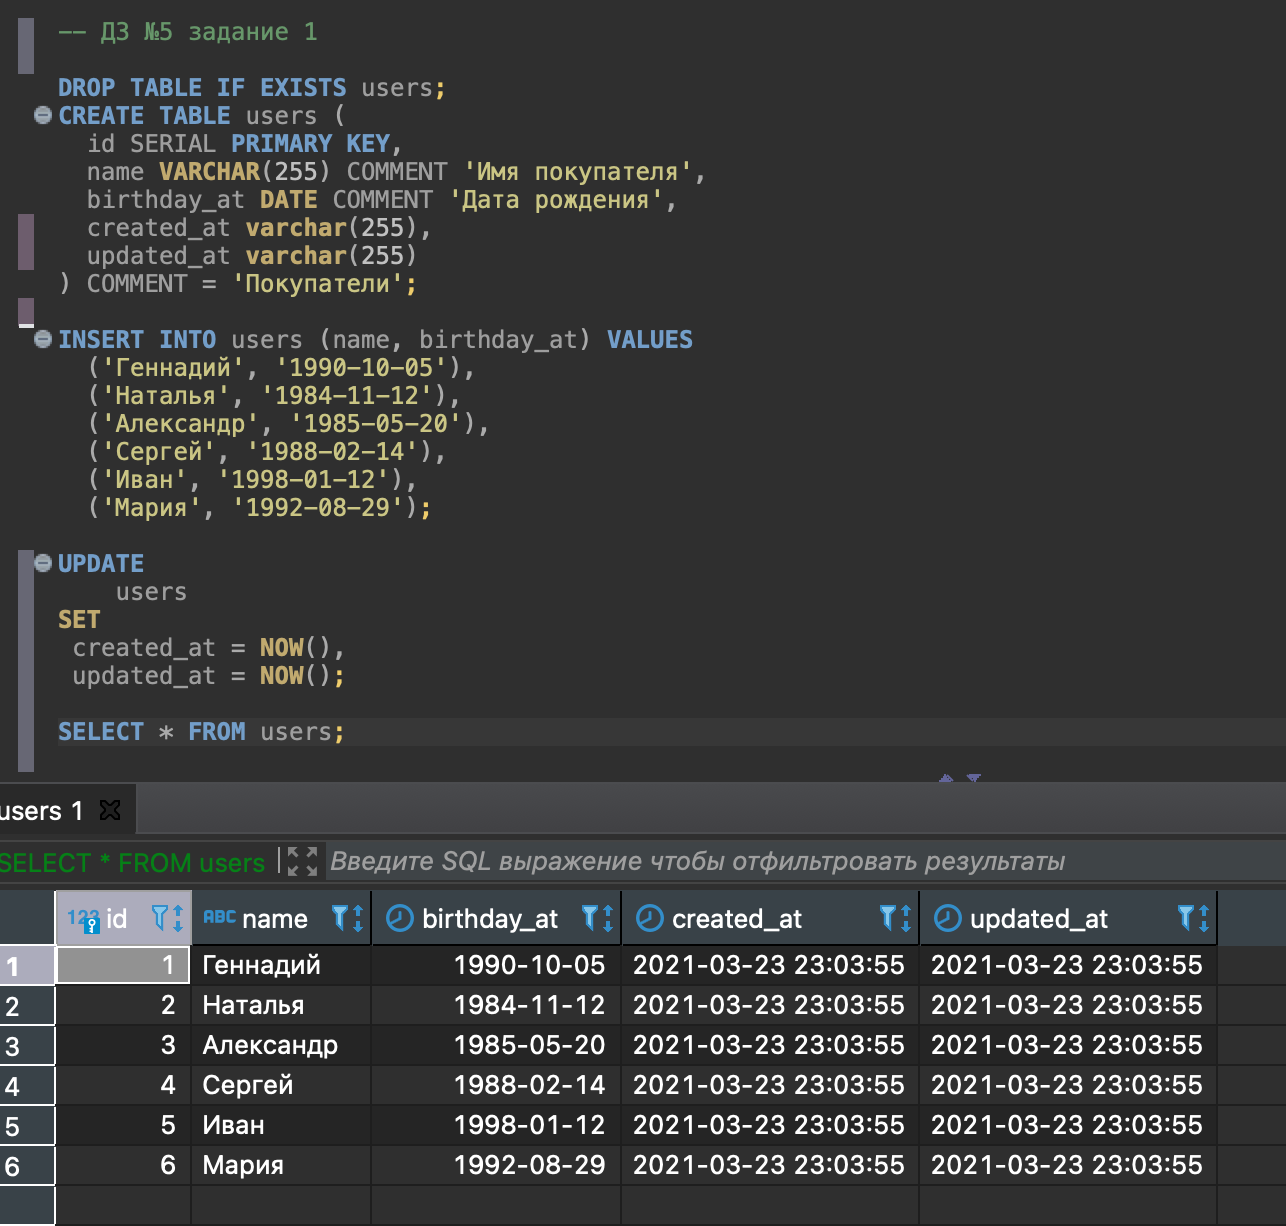 -- ДЗ №5 задание 1
DROP TABLE IF EXISTS users;
CREATE TABLE users (
id SERIAL PRIMARY KEY,
name VARCHAR(255) COMMENT 'Имя покупателя',
birthday_at DATE COMMENT 'Дата рождения',
created_at varchar(255),
updated_at varchar(255)
) COMMENT = 'Покупатели';
INSERT INTO users (name, birthday_at) VALUES
('Геннадий', '1990-10-05'),
('Наталья', '1984-11-12'),
('Александр', '1985-05-20'),
('Сергей', '1988-02-14'),
('Иван', '1998-01-12'),
('Мария', '1992-08-29');
UPDATE
users
SET
created_at = NOW(),
updated_at = NOW();
SELECT * FROM users;
users 1
SELECT * FROM users Введите SQL выражение чтобы отфильтровать результаты
123 id ABC name birthday_at created_at updated_at
1 1 Геннадий 1990-10-05 2021-03-23 23:03:55 2021-03-23 23:03:55
2 2 Наталья 1984-11-12 2021-03-23 23:03:55 2021-03-23 23:03:55
3 3 Александр 1985-05-20 2021-03-23 23:03:55 2021-03-23 23:03:55
4 4 Сергей 1988-02-14 2021-03-23 23:03:55 2021-03-23 23:03:55
5 5 Иван 1998-01-12 2021-03-23 23:03:55 2021-03-23 23:03:55
6 6 Мария 1992-08-29 2021-03-23 23:03:55 2021-03-23 23:03:55